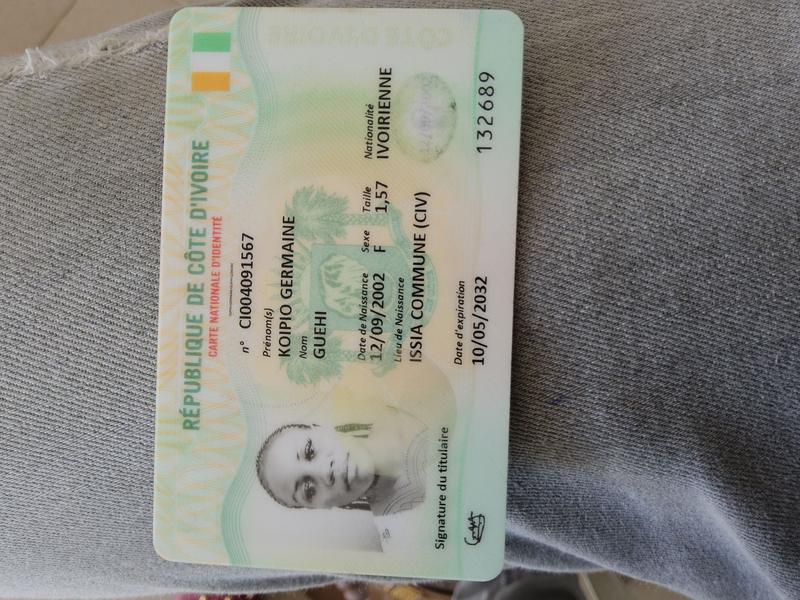 RÉPUBLIQUE DE CÔTE D'IVOIRE
CARTE NATIONALE D'IDENTITÉ
n° CI004091567
Prénom(s)
KOIPIO GERMAINE
Nom
GUEHI
Date de Naissance Sexe Taille Nationalité
12/09/2002 F 1,57 IVOIRIENNE
Lieu de Naissance
ISSIA COMMUNE (CIV)
Date d'expiration
10/05/2032
132689
Signature du titulaire
CÔTE D'IVOIRE